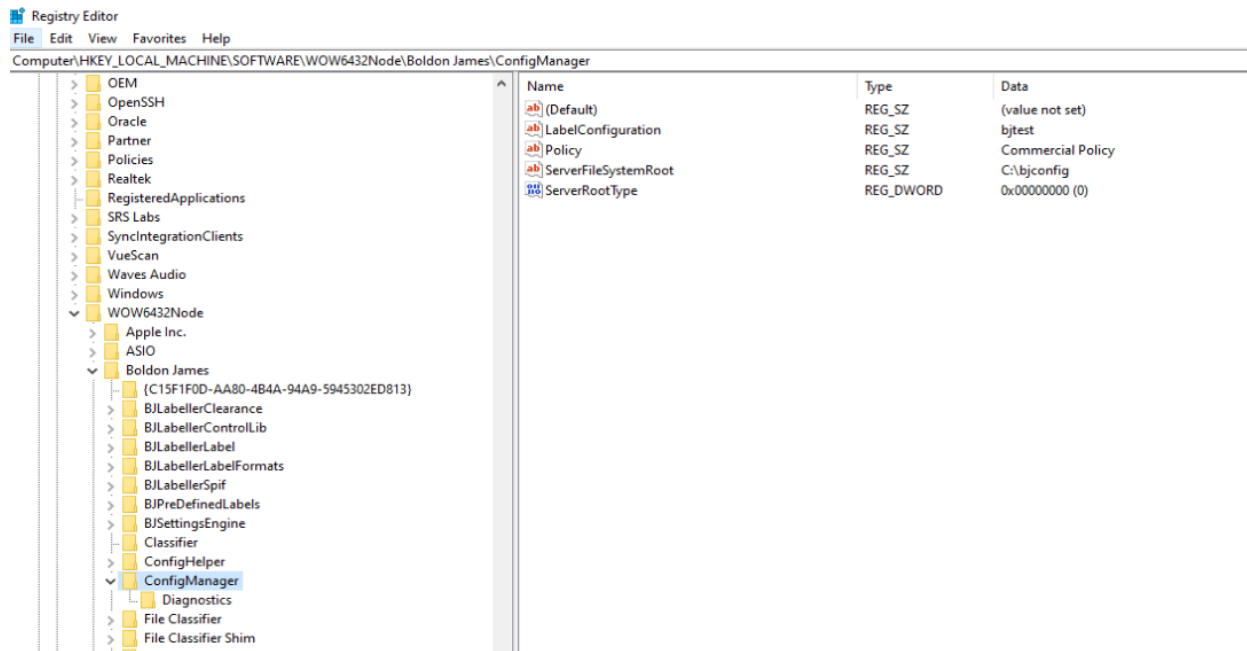 Registry Editor
File Edit View Favorites Help
Computer\HKEY_LOCAL_MACHINE\SOFTWARE\WOW6432Node\Boldon James\ConfigManager
OEM
OpenSSH
Oracle
Partner
Policies
Realtek
RegisteredApplications
SRS Labs
SyncIntegrationClients
VueScan
Waves Audio
Windows
WOW6432Node
Apple Inc.
ASIO
Boldon James
{C15F1F0D-AA80-4B4A-94A9-5945302ED813}
BJLabellerClearance
BJLabellerControlLib
BJLabellerLabel
BJLabellerLabelFormats
BJLabellerSpif
BJPreDefinedLabels
BJSettingsEngine
Classifier
ConfigHelper
ConfigManager
Diagnostics
File Classifier
File Classifier Shim
Name Type Data
(Default) REG_SZ (value not set)
LabelConfiguration REG_SZ bjtest
Policy REG_SZ Commercial Policy
ServerFileSystemRoot REG_SZ C:\bjconfig
ServerRootType REG_DWORD 0x00000000 (0)